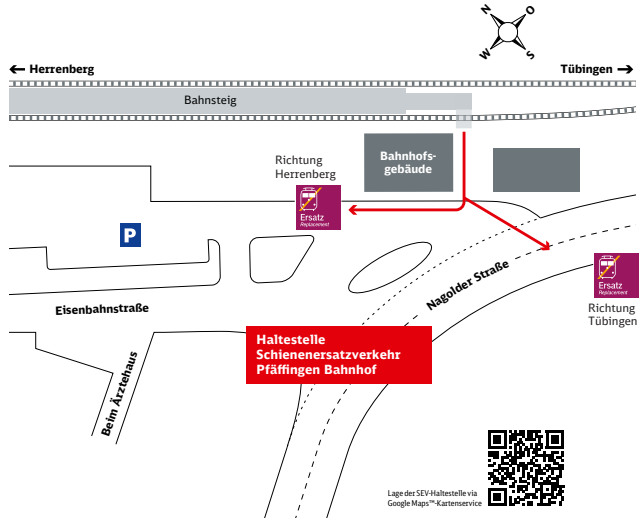 N
O
W
S
← Herrenberg
Tübingen →
Bahnsteig
Richtung
Herrenberg
Bahnhofs-
gebäude
Ersatz
Replacement
P
Nagolder Straße
Ersatz
Replacement
Richtung
Tübingen
Eisenbahnstraße
Haltestelle
Schienenersatzverkehr
Pfäffingen Bahnhof
Beim Ärztehaus
Lage der SEV-Haltestelle via
Google Maps™-Kartenservice